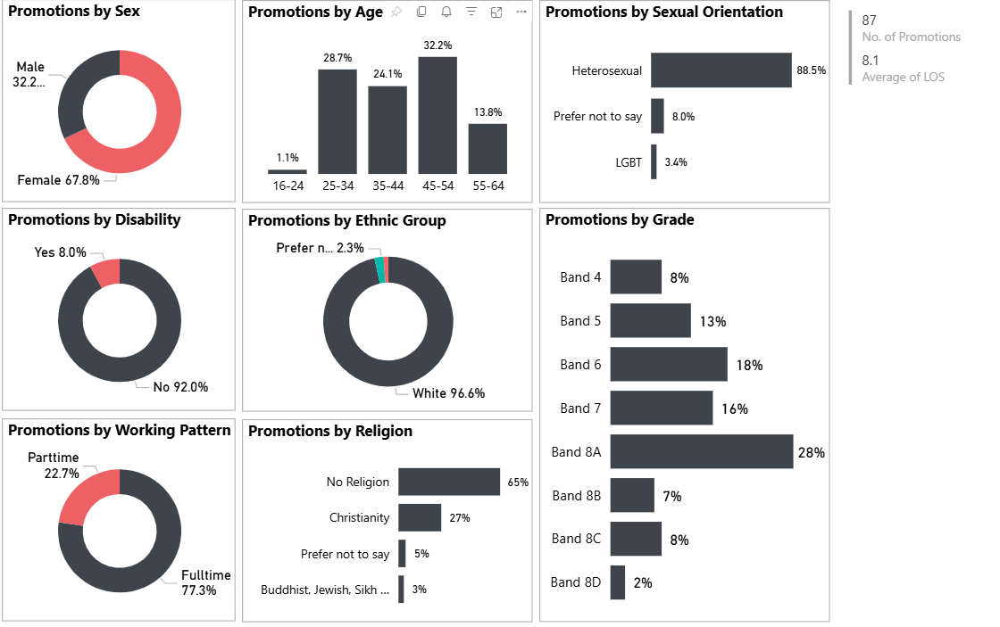 Promotions by Sex
Male
32.2...
Female 67.8%
Promotions by Age
32.2%
28.7%
24.1%
13.8%
1.1%
16-24 25-34 35-44 45-54 55-64
Promotions by Sexual Orientation
Heterosexual 88.5%
Prefer not to say 8.0%
LGBT 3.4%
87
No. of Promotions
8.1
Average of LOS
Promotions by Disability
Yes 8.0%
No 92.0%
Promotions by Ethnic Group
Prefer n... 2.3%
White 96.6%
Promotions by Grade
Band 4 8%
Band 5 13%
Band 6 18%
Band 7 16%
Band 8A 28%
Band 8B 7%
Band 8C 8%
Band 8D 2%
Promotions by Working Pattern
Parttime
22.7%
Fulltime
77.3%
Promotions by Religion
No Religion 65%
Christianity 27%
Prefer not to say 5%
Buddhist, Jewish, Sikh ... 3%